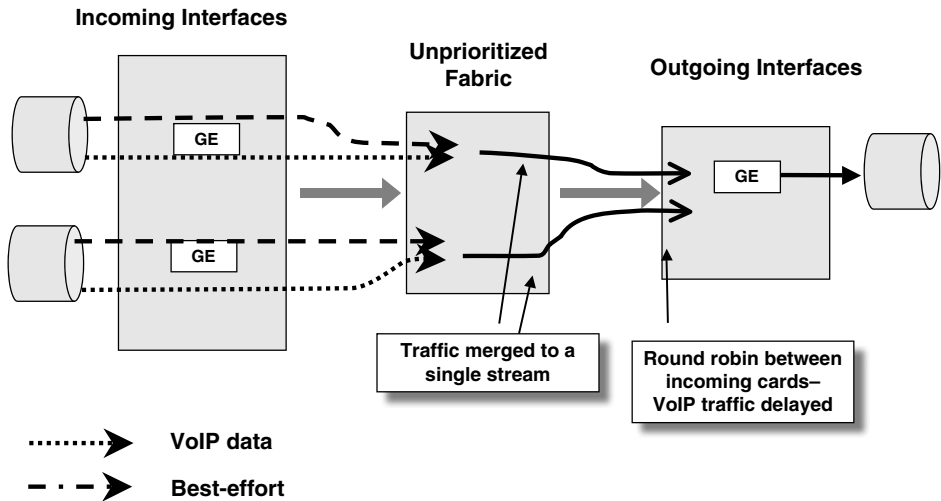 Incoming Interfaces
Unprioritized
Fabric
Outgoing Interfaces
GE
GE
GE
Traffic merged to a
single stream
Round robin between
incoming cards–
VoIP traffic delayed
VoIP data
Best-effort